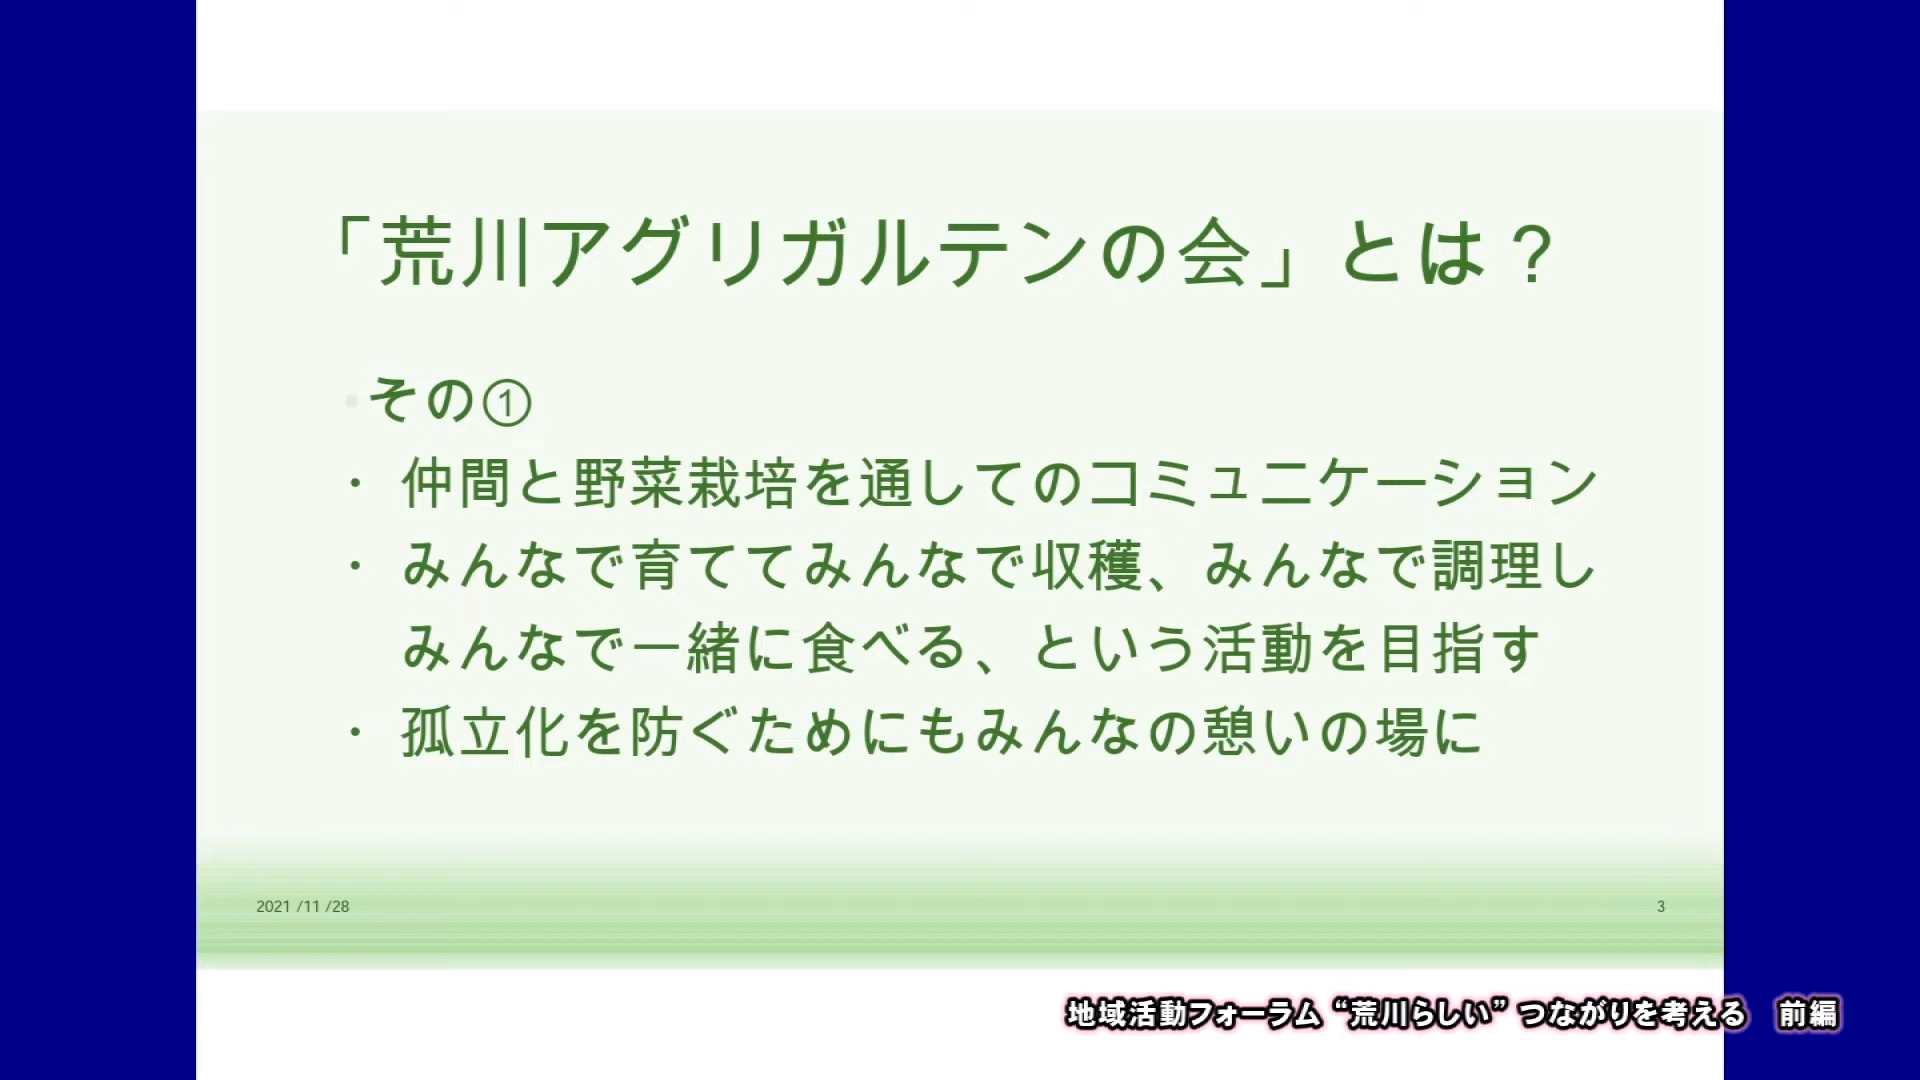 「荒川アグリガルテンの会」とは？
•その①
・ 仲間と野菜栽培を通してのコミュニケーション
・ みんなで育ててみんなで収穫、みんなで調理し
みんなで一緒に食べる、という活動を目指す
・ 孤立化を防ぐためにもみんなの憩いの場に
2021 /11 /28
3
地域活動フォーラム “荒川らしい” つながりを考える　前編